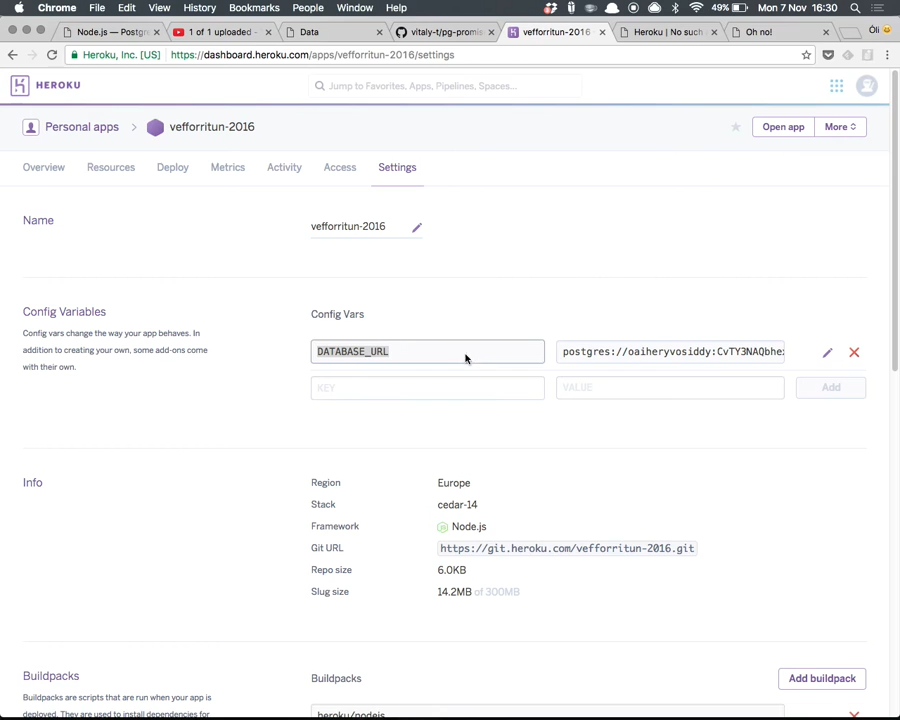 Chrome File Edit View History Bookmarks People Window Help 49% Mon 7 Nov 16:30
Node.js — Postgr 1 of 1 uploaded - Data vitaly-t/pg-promis vefforritun-2016 Heroku | No such Oh no! Óli
Heroku, Inc. [US] https://dashboard.heroku.com/apps/vefforritun-2016/settings
HEROKU Jump to Favorites, Apps, Pipelines, Spaces...
Personal apps > vefforritun-2016 Open app More
Overview Resources Deploy Metrics Activity Access Settings
Name vefforritun-2016
Config Variables Config Vars
Config vars change the way your app behaves. In
addition to creating your own, some add-ons come
with their own.
DATABASE_URL postgres://oaiheryvosiddy:CvTY3NAQbhe
KEY VALUE Add
Info
Region Europe
Stack cedar-14
Framework Node.js
Git URL https://git.heroku.com/vefforritun-2016.git
Repo size 6.0KB
Slug size 14.2MB of 300MB
Buildpacks Buildpacks Add buildpack
Buildpacks are scripts that are run when your app is
deployed. They are used to install dependencies for
heroku/nodejs